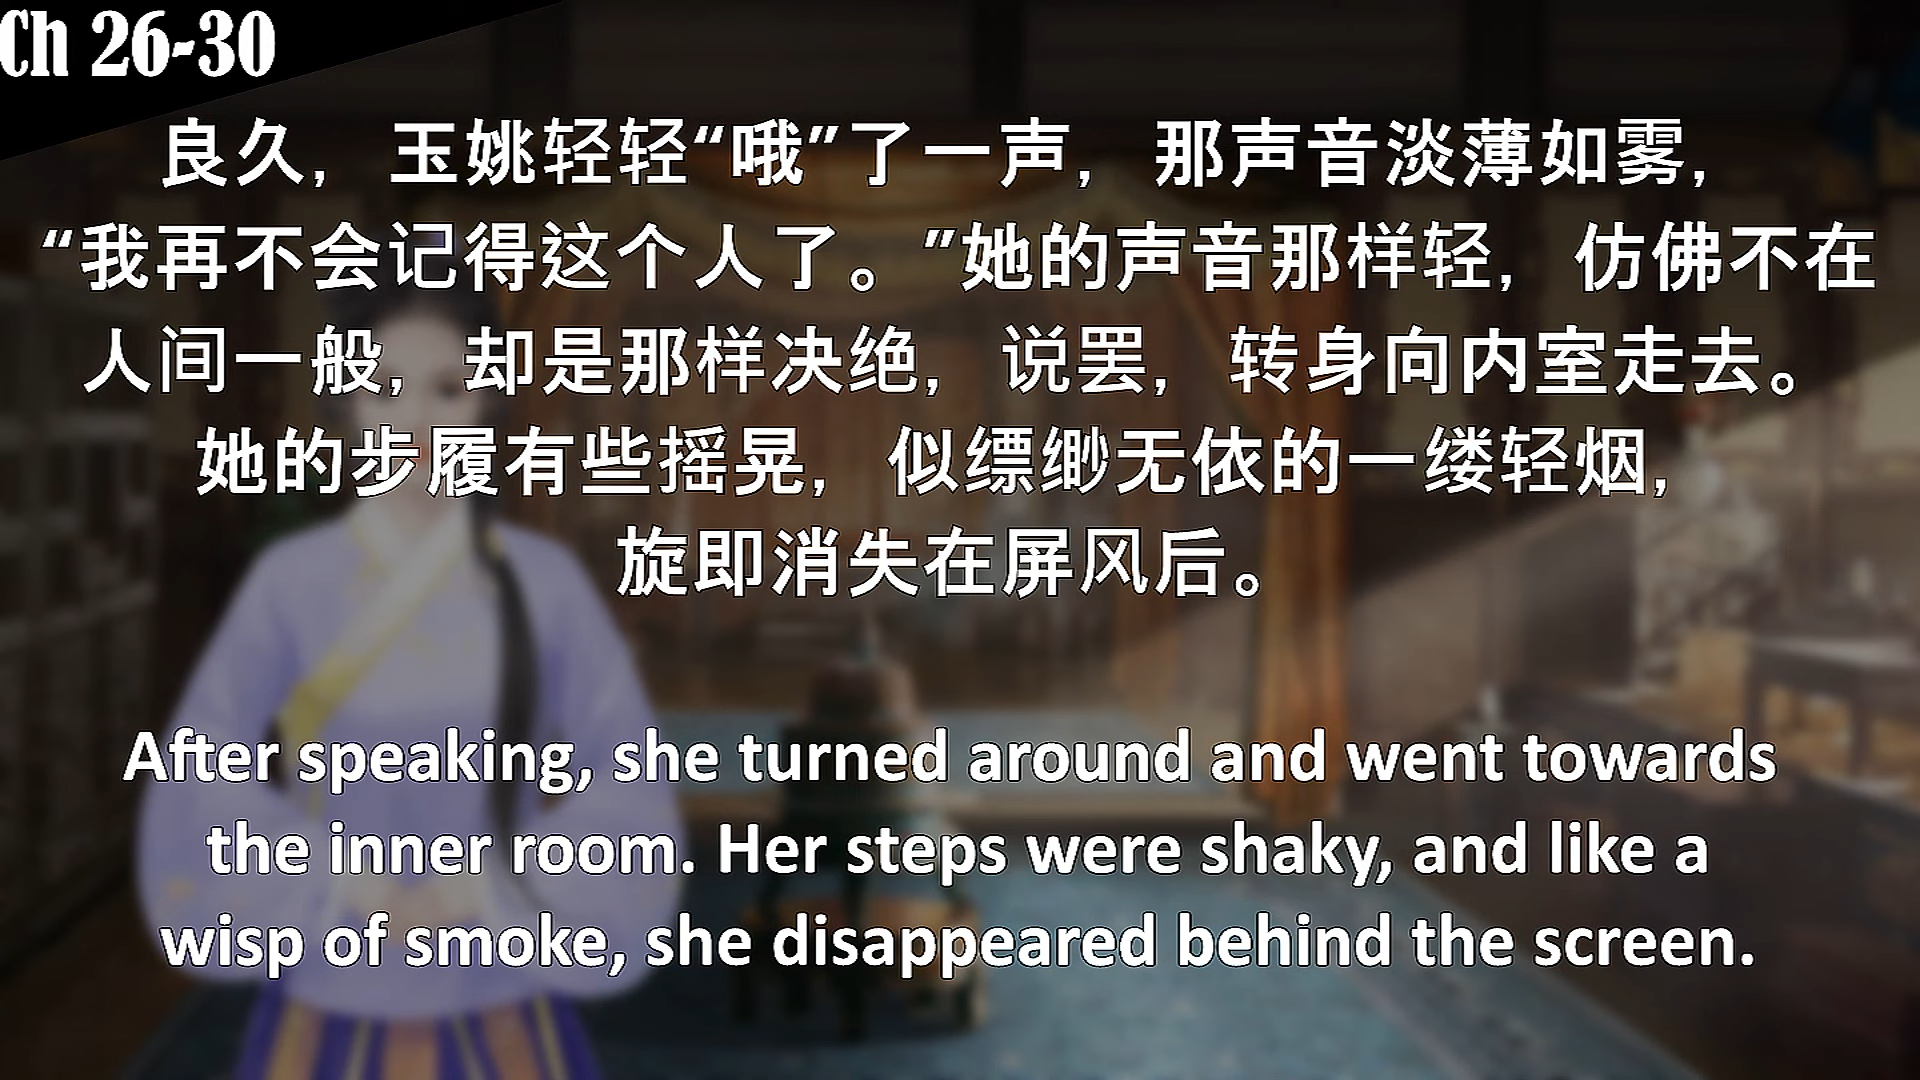 Ch 26-30
良久，玉姚轻轻“哦”了一声，那声音淡薄如雾，
“我再不会记得这个人了。”她的声音那样轻，仿佛不在
人间一般，却是那样决绝，说罢，转身向内室走去。
她的步履有些摇晃，似缥缈无依的一缕轻烟，
旋即消失在屏风后。
After speaking, she turned around and went towards
the inner room. Her steps were shaky, and like a
wisp of smoke, she disappeared behind the screen.